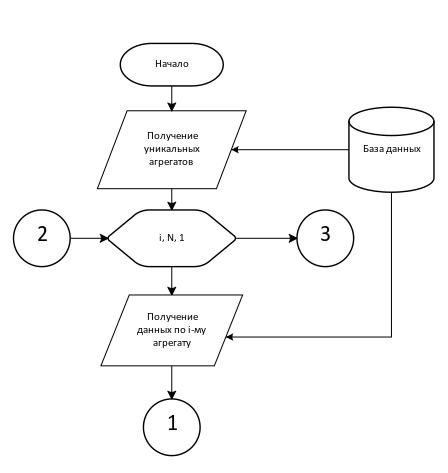 Начало
Получение
уникальных
агрегатов
База данных
2
i, N, 1
3
Получение
данных по i-му
агрегату
1